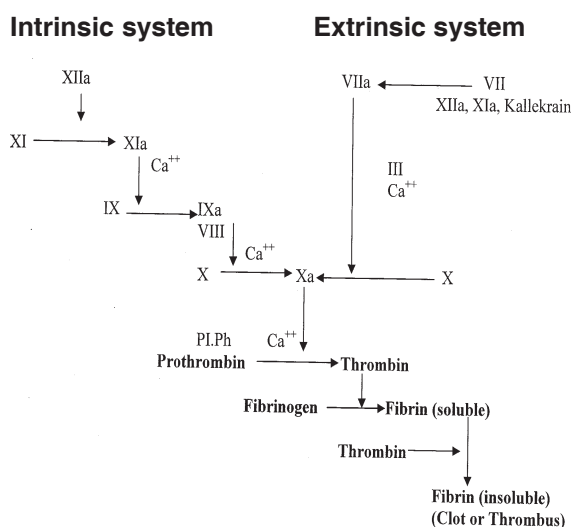 Intrinsic system Extrinsic system
XIIa VIIa VII
XIIa, XIa, Kallekrain
XI XIa
Ca++
III
Ca++
IX IXa
VIII
Ca++
X Xa X
PI.Ph Ca++
Prothrombin Thrombin
Fibrinogen Fibrin (soluble)
Thrombin
Fibrin (insoluble)
(Clot or Thrombus)